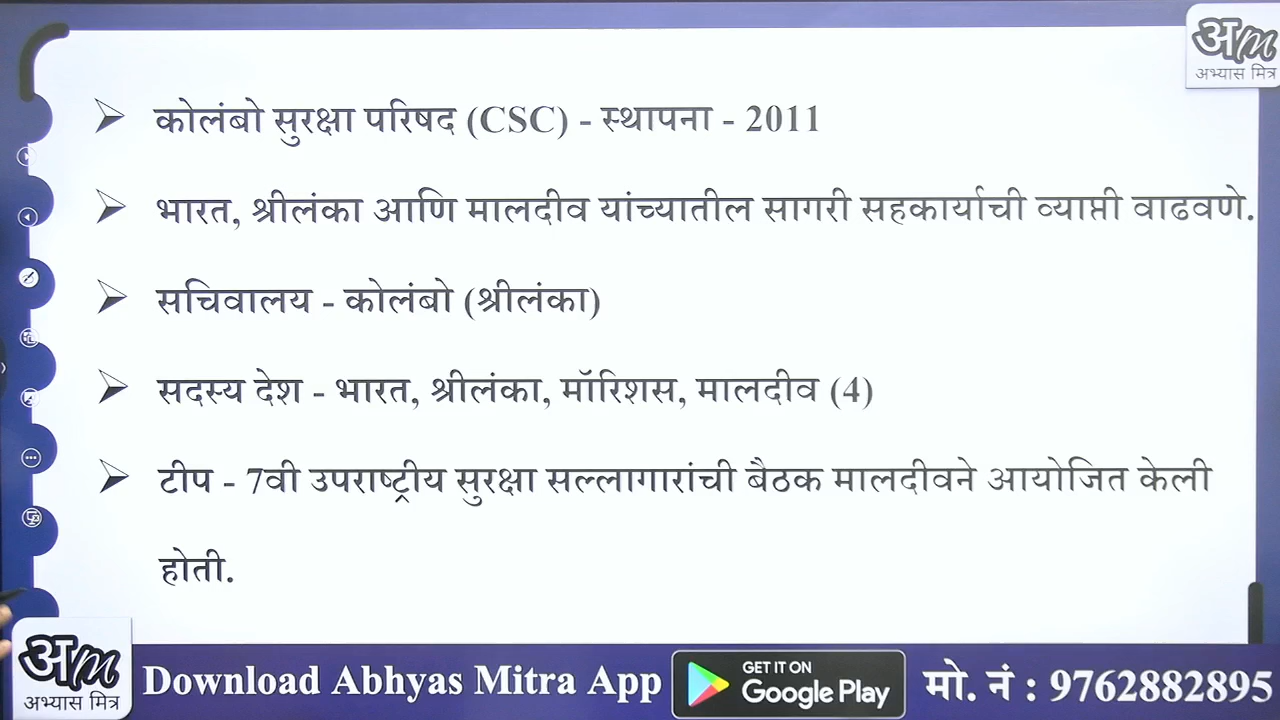 अm
अभ्यास मित्र
कोलंबो सुरक्षा परिषद (CSC) - स्थापना - 2011
भारत, श्रीलंका आणि मालदीव यांच्यातील सागरी सहकार्याची व्याप्ती वाढवणे.
सचिवालय - कोलंबो (श्रीलंका)
सदस्य देश - भारत, श्रीलंका, मॉरिशस, मालदीव (4)
टीप - 7वी उपराष्ट्रीय सुरक्षा सल्लागारांची बैठक मालदीवने आयोजित केली
होती.
अm
अभ्यास मित्र
Download Abhyas Mitra App
GET IT ON
Google Play
मो. नं : 9762882895